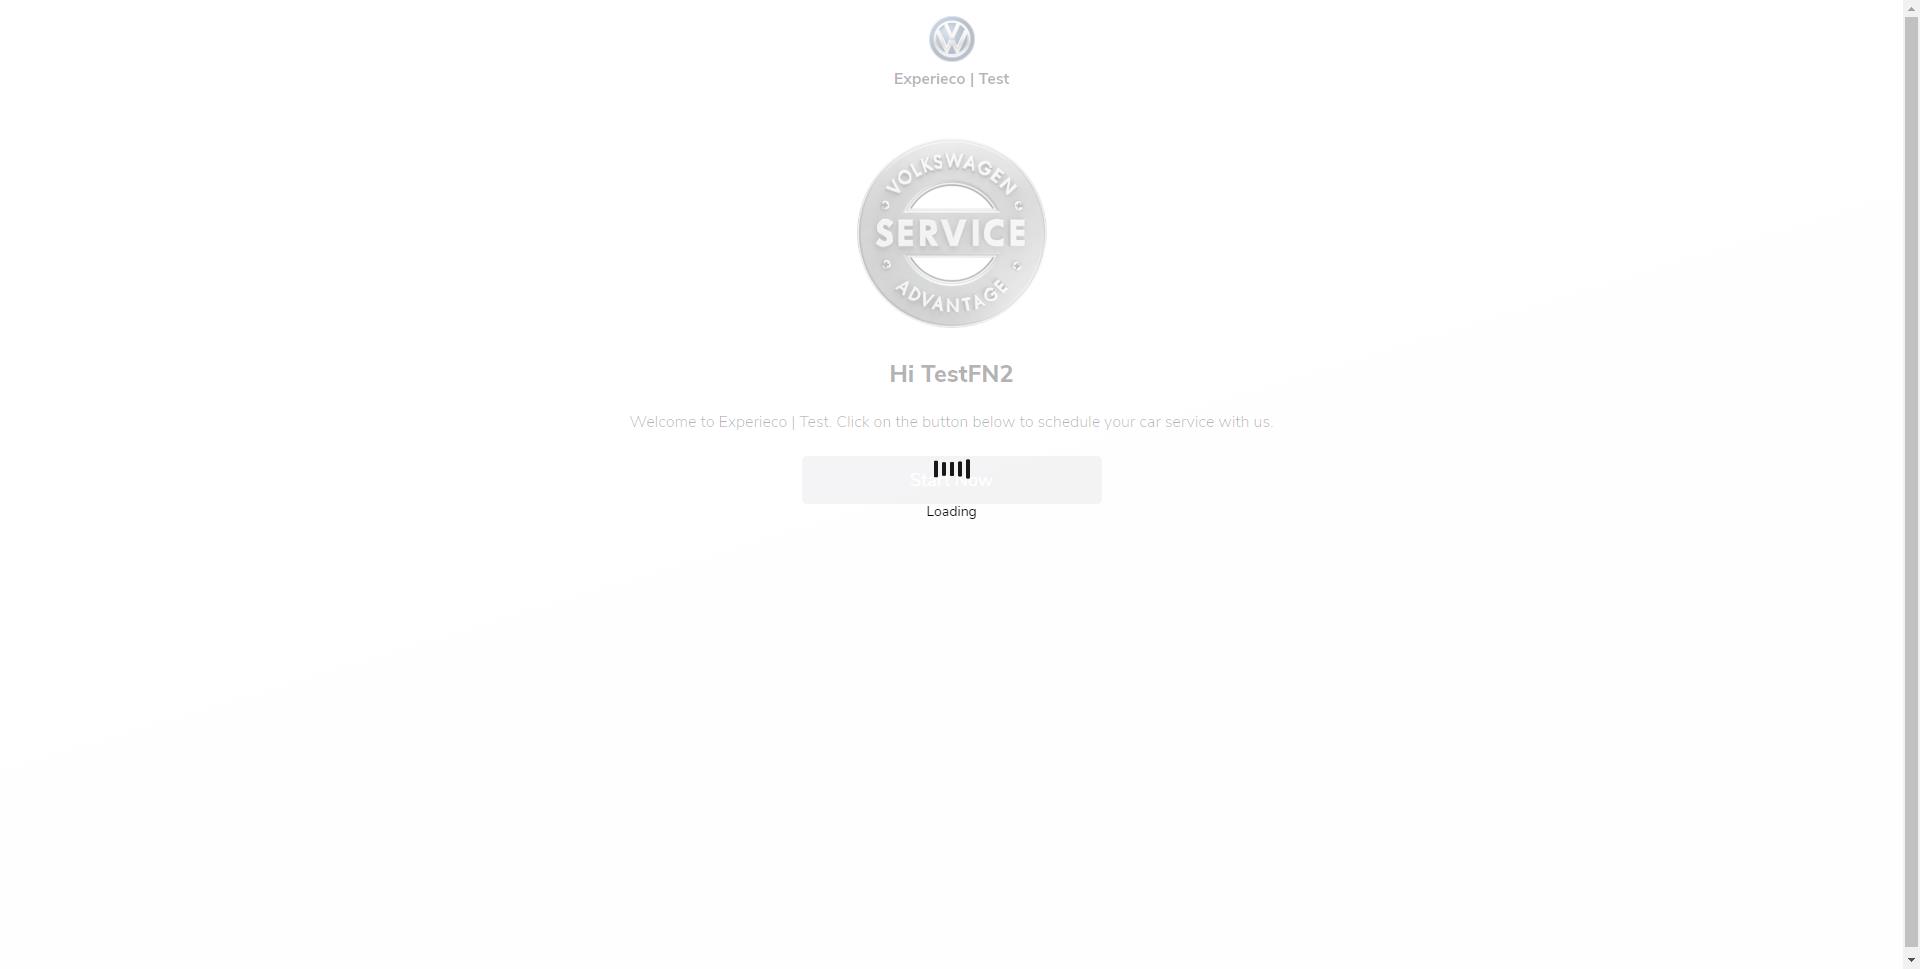 Experieco | Test
VOLKSWAGEN
SERVICE
ADVANTAGE
Hi TestFN2
Welcome to Experieco | Test. Click on the button below to schedule your car service with us.
Start Now
Loading